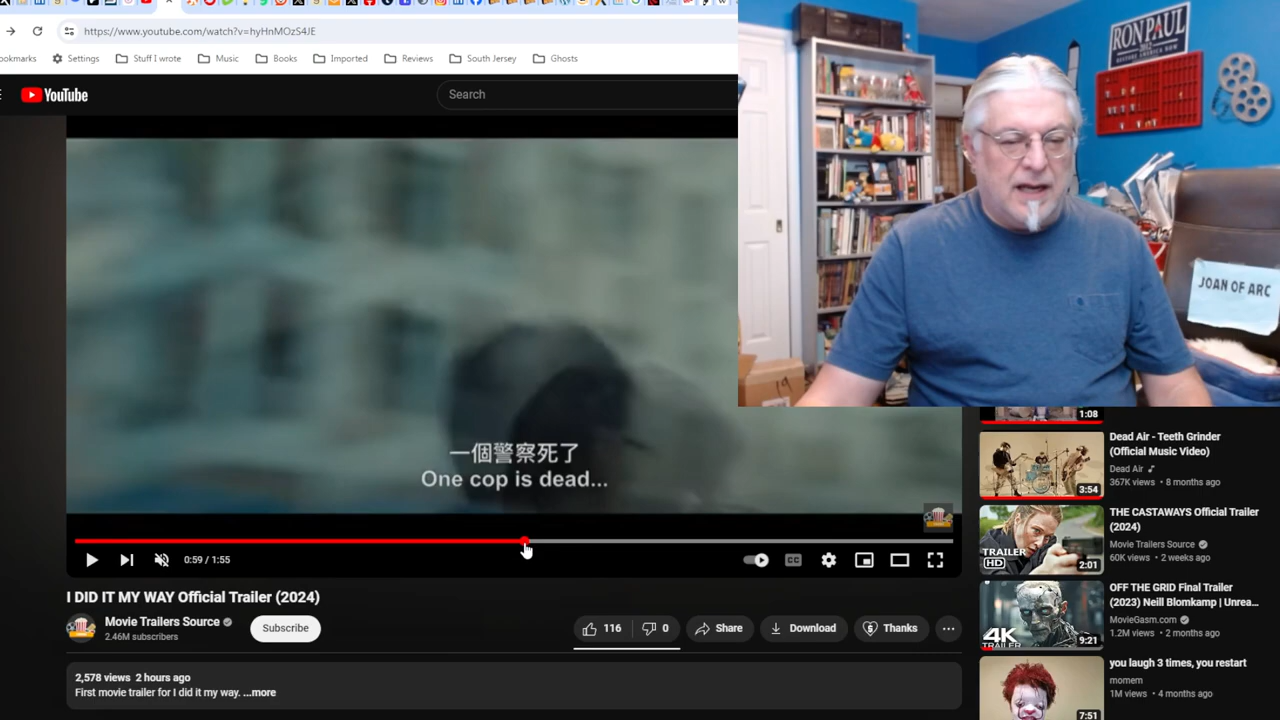 https://www.youtube.com/watch?v=hyHnMOzS4JE
ookmarks
Settings
Stuff I wrote
Music
Books
Imported
Reviews
South Jersey
Ghosts
YouTube
Search
RON PAUL
2012
RESTORE AMERICA NOW
JOAN OF ARC
一個警察死了
One cop is dead...
0:59 / 1:55
CC
I DID IT MY WAY Official Trailer (2024)
Movie Trailers Source
2.46M subscribers
Subscribe
116
0
Share
Download
Thanks
2,578 views 2 hours ago
First movie trailer for I did it my way. ...more
1:08
Dead Air - Teeth Grinder
(Official Music Video)
Dead Air
367K views • 8 months ago
3:54
THE CASTAWAYS Official Trailer
(2024)
Movie Trailers Source
60K views • 2 weeks ago
TRAILER
HD
2:01
OFF THE GRID Final Trailer
(2023) Neill Blomkamp | Unrea...
MovieGasm.com
1.2M views • 2 months ago
4K
TRAILER
9:21
you laugh 3 times, you restart
momem
1M views • 4 months ago
7:51